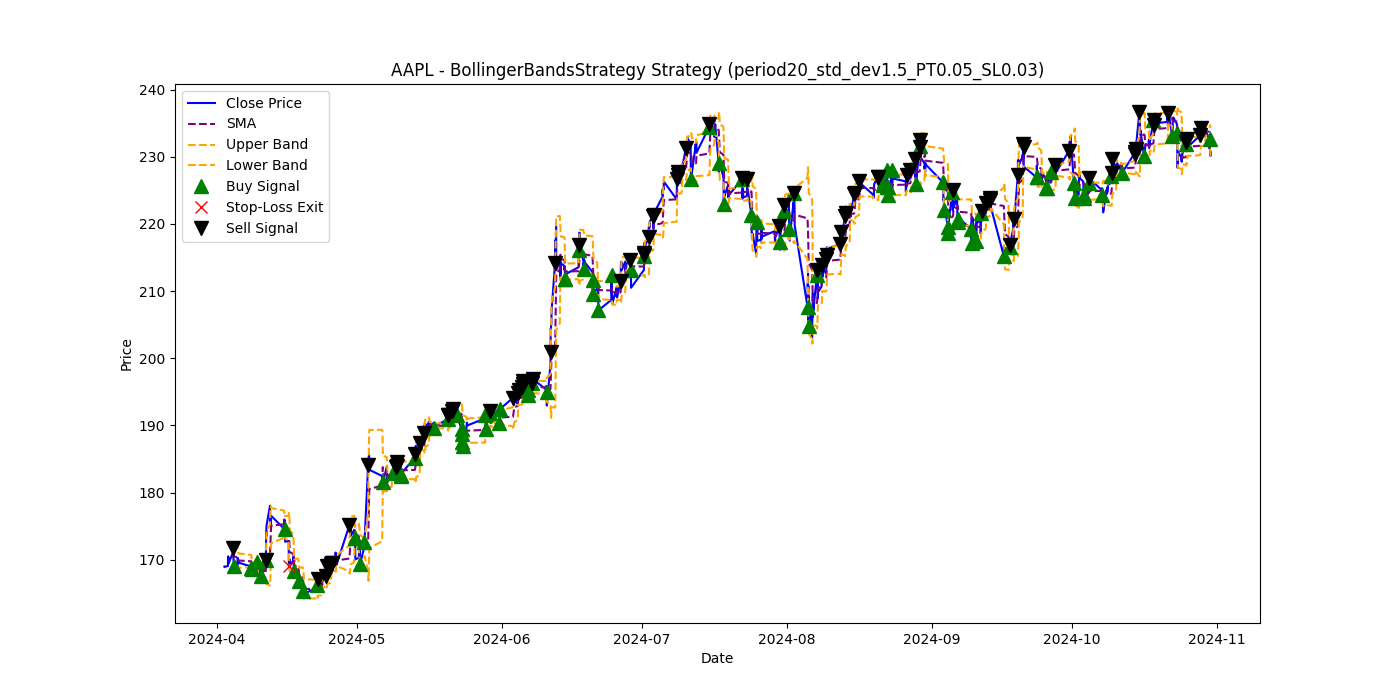 AAPL - BollingerBandsStrategy Strategy (period20_std_dev1.5_PT0.05_SL0.03)
Close Price
SMA
Upper Band
Lower Band
Buy Signal
Stop-Loss Exit
Sell Signal
240
230
220
210
200
190
180
170
Price
2024-04 2024-05 2024-06 2024-07 2024-08 2024-09 2024-10 2024-11
Date